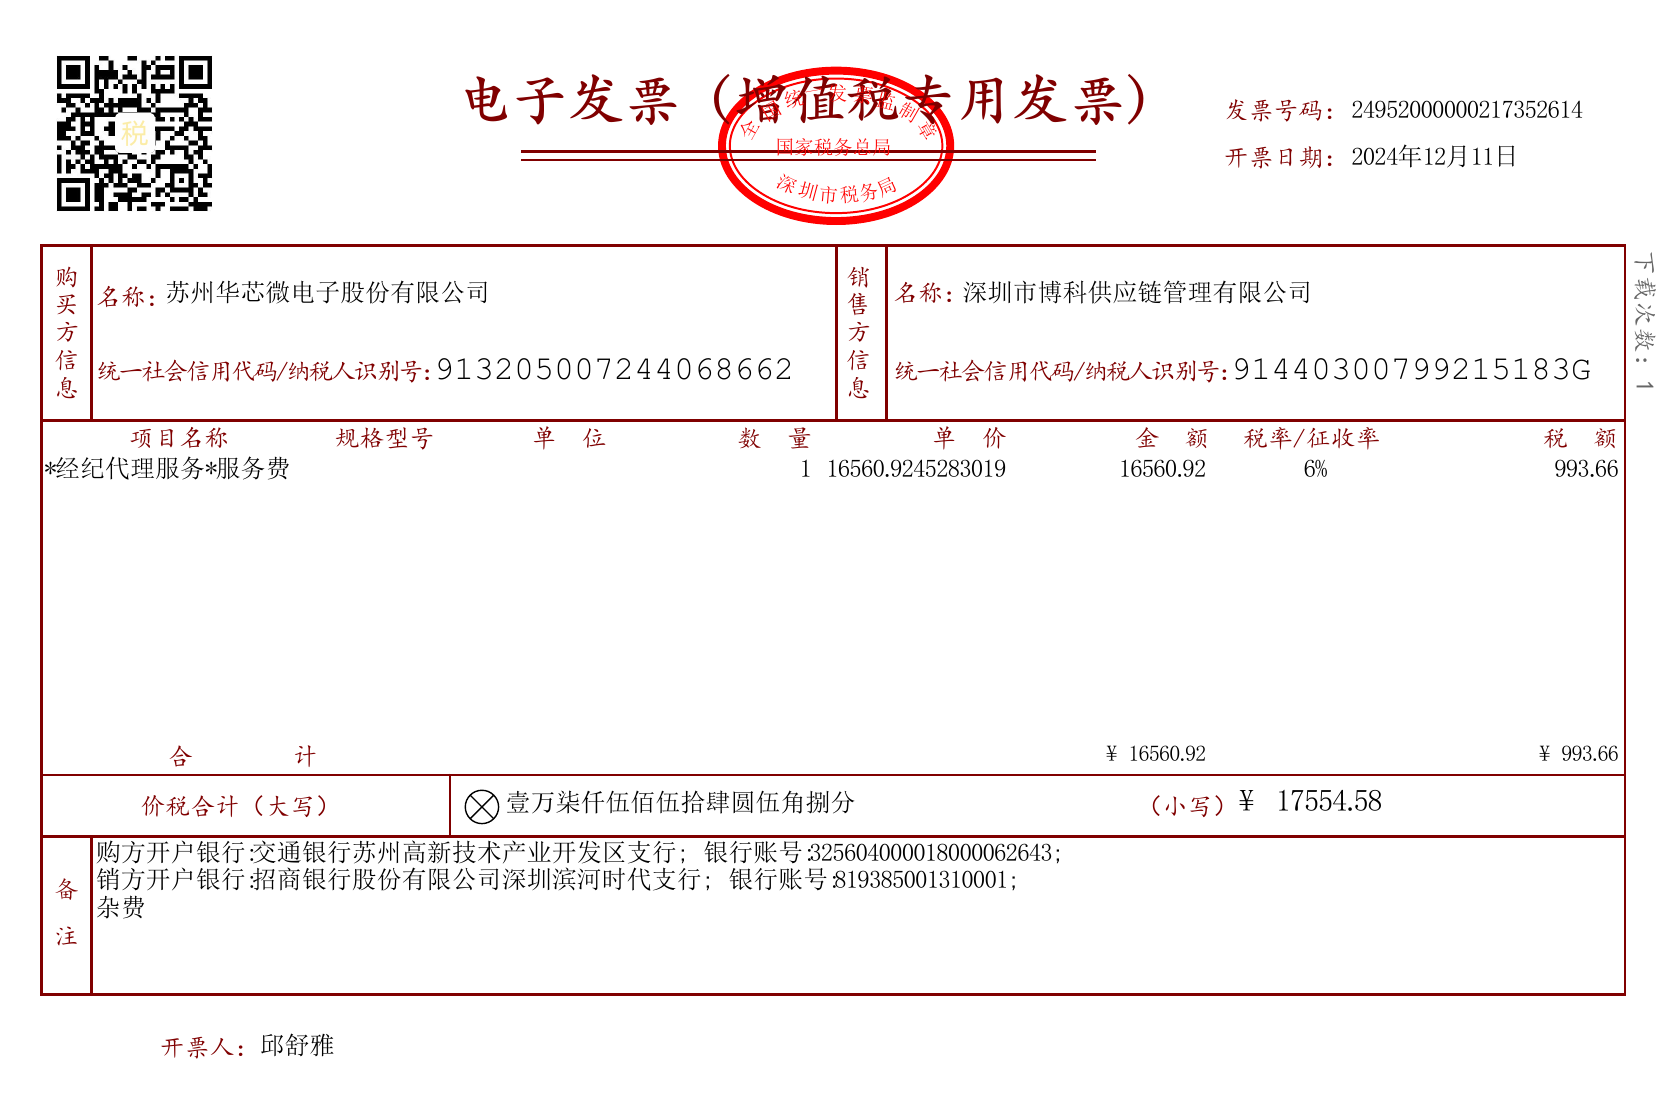 电子发票（增值税专用发票）
全国统一发票监制章
国家税务总局
深圳市税务局
税
发票号码：24952000000217352614
开票日期：2024年12月11日
下载次数：1
购买方信息
名称：苏州华芯微电子股份有限公司
统一社会信用代码/纳税人识别号：913205007244068662
销售方信息
名称：深圳市博科供应链管理有限公司
统一社会信用代码/纳税人识别号：91440300799215183G
项目名称 规格型号 单 位 数 量 单 价 金 额 税率/征收率 税 额
*经纪代理服务*服务费 1 16560.9245283019 16560.92 6% 993.66
合 计 ¥ 16560.92 ¥ 993.66
价税合计（大写） 壹万柒仟伍佰伍拾肆圆伍角捌分 （小写）¥ 17554.58
备注
购方开户银行:交通银行苏州高新技术产业开发区支行; 银行账号:325604000018000062643;
销方开户银行:招商银行股份有限公司深圳滨河时代支行; 银行账号:819385001310001;
杂费
开票人：邱舒雅